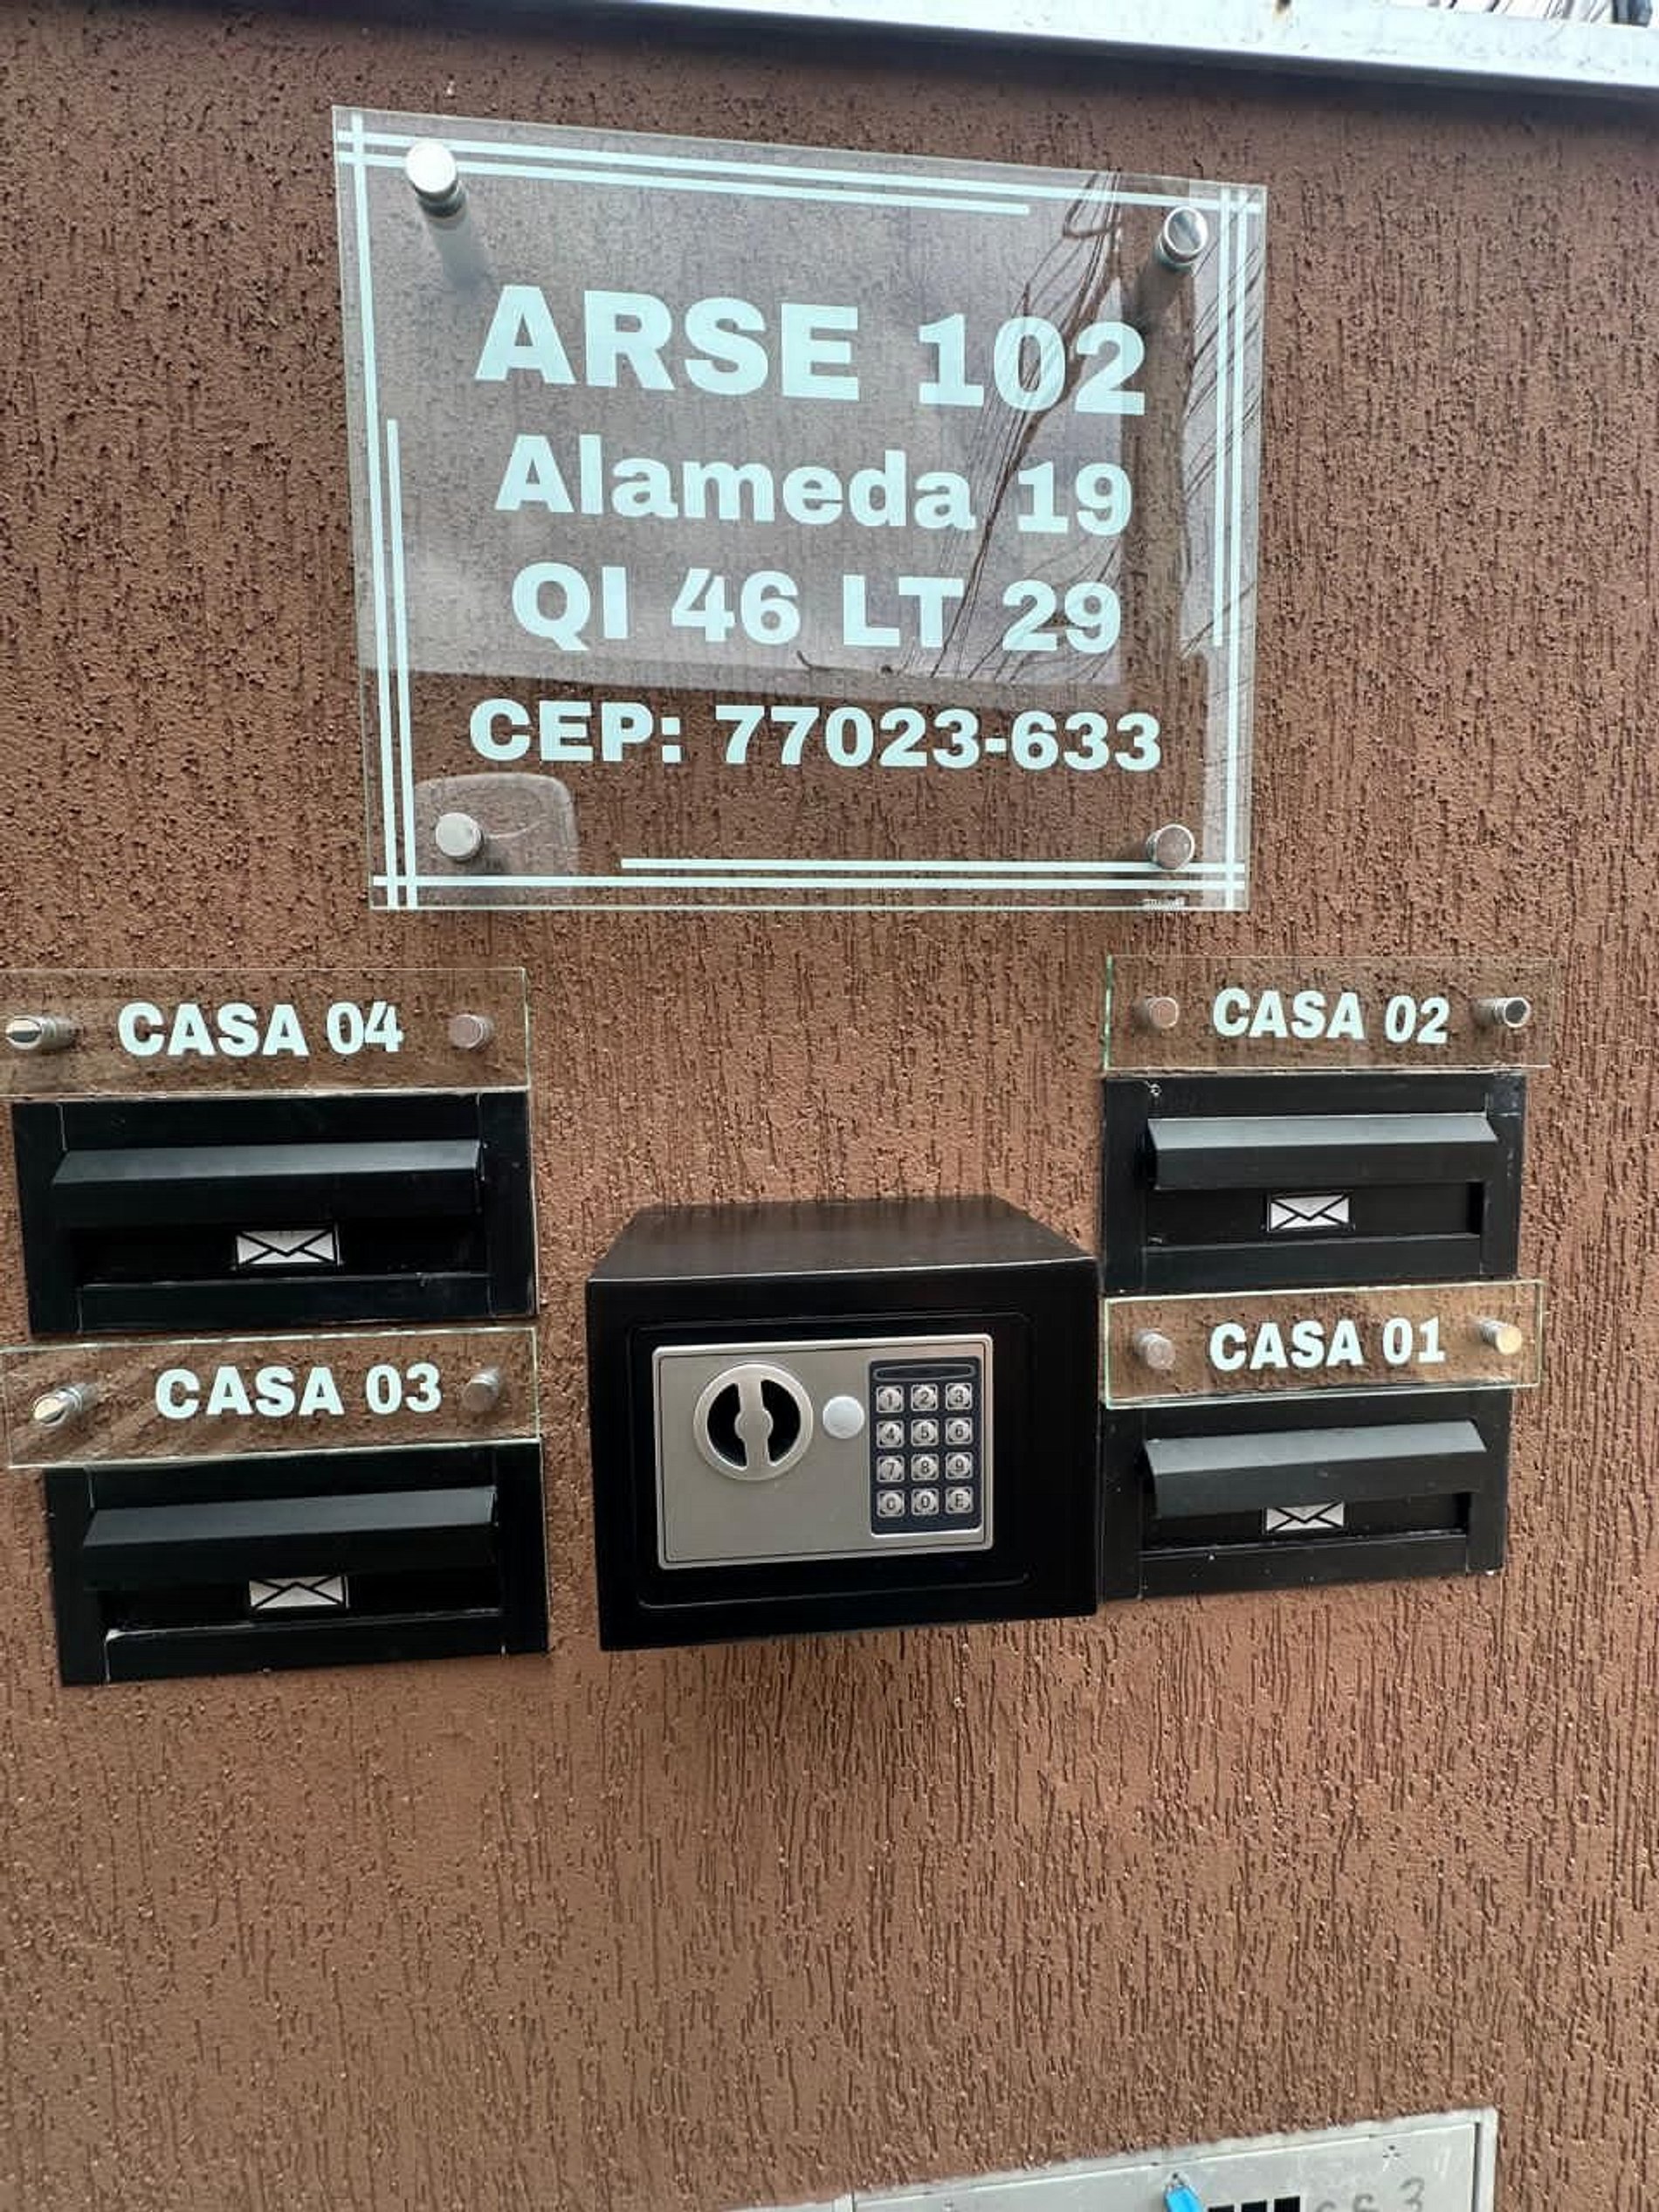 ARSE 102
Alameda 19
QI 46 LT 29
CEP: 77023-633
CASA 04
CASA 02
CASA 03
CASA 01
1 2 3
4 5 6
7 8 9
0 E